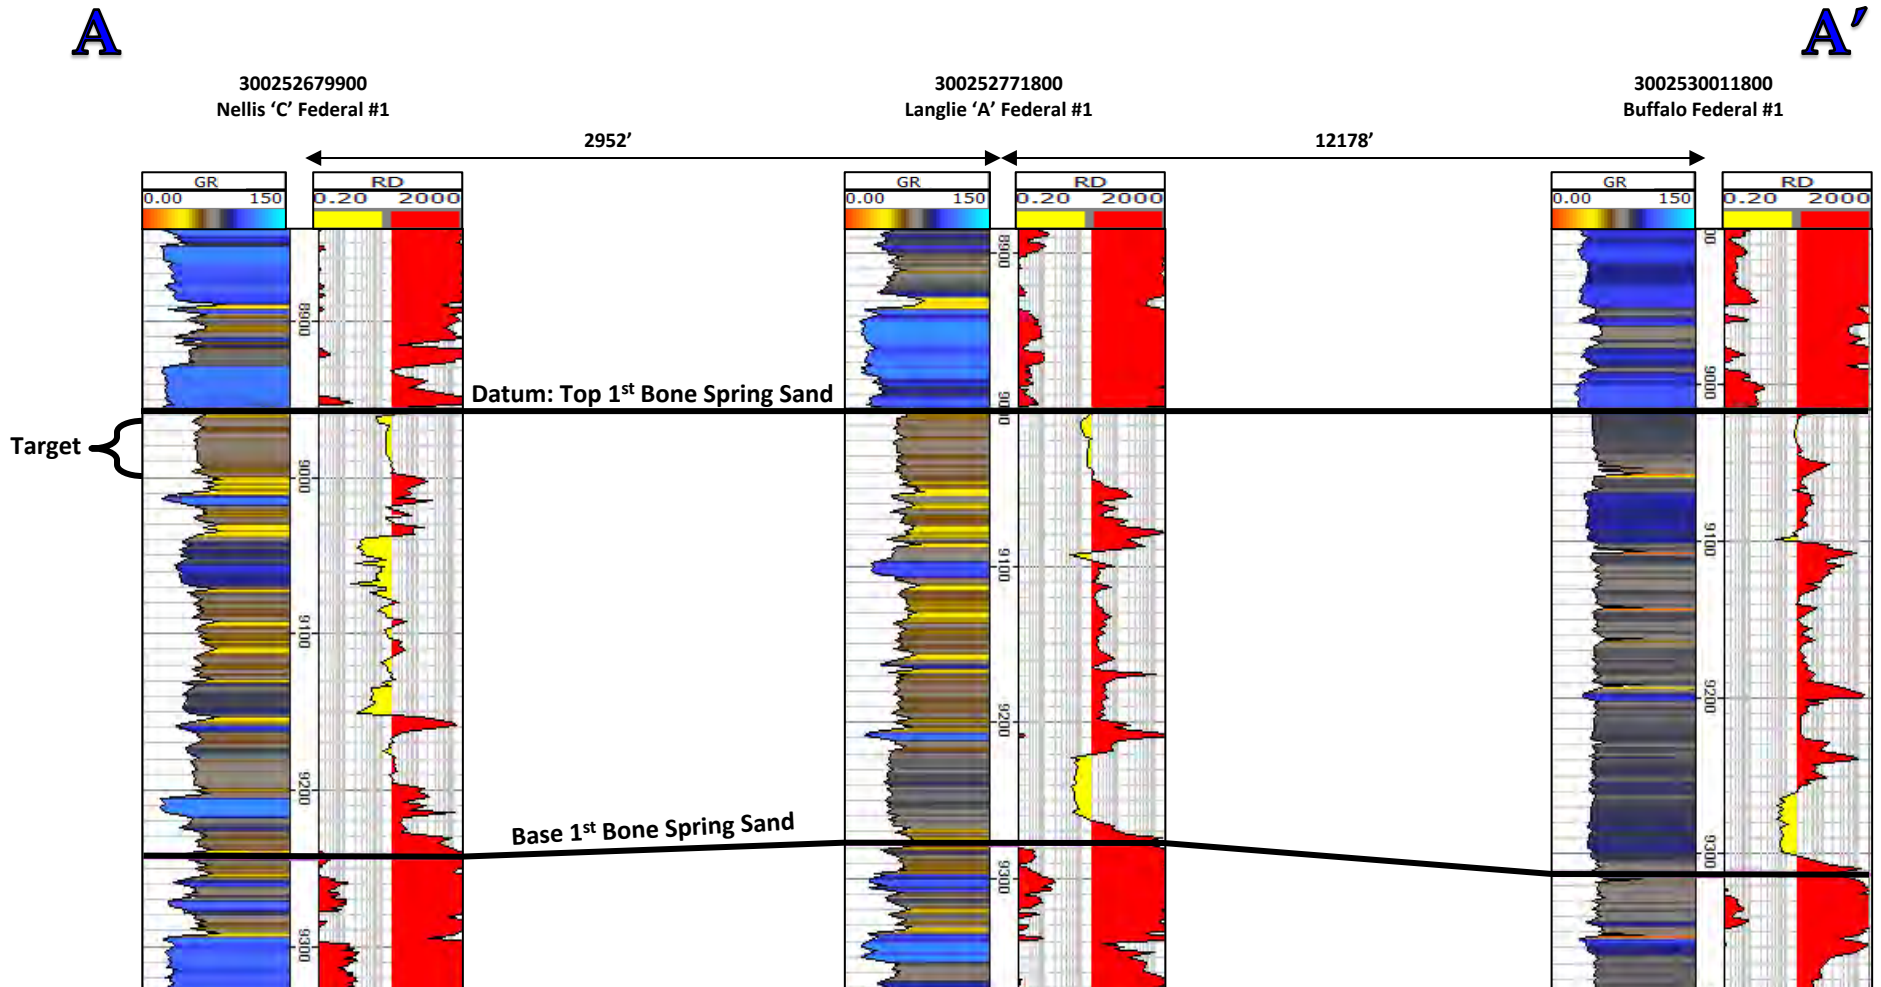 A
A′
300252679900
Nellis ‘C’ Federal #1
300252771800
Langlie ‘A’ Federal #1
3002530011800
Buffalo Federal #1
2952’
12178’
GR
0.00 150
RD
0.20 2000
GR
0.00 150
RD
0.20 2000
GR
0.00 150
RD
0.20 2000
8900
9000
9100
9200
9300
8900
9000
9100
9200
9300
00
9000
9100
9200
9300
Datum: Top 1st Bone Spring Sand
Target
Base 1st Bone Spring Sand